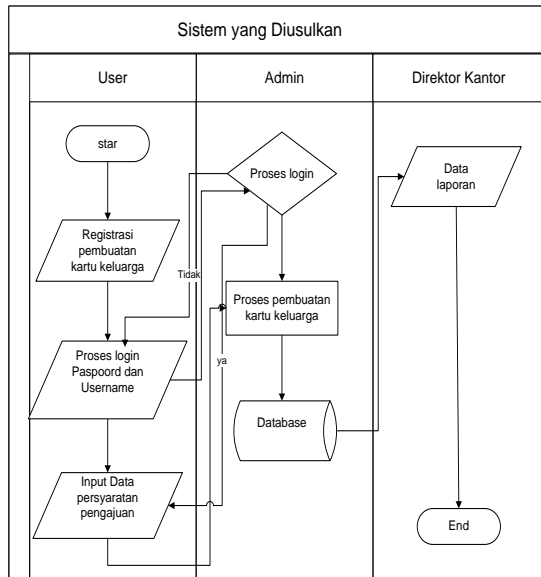 Sistem yang Diusulkan
User
Admin
Direktor Kantor
star
Registrasi
pembuatan
kartu keluarga
Proses login
Paspoord dan
Username
Input Data
persyaratan
pengajuan
Proses login
Tidak
ya
Proses pembuatan
kartu keluarga
Database
Data
laporan
End